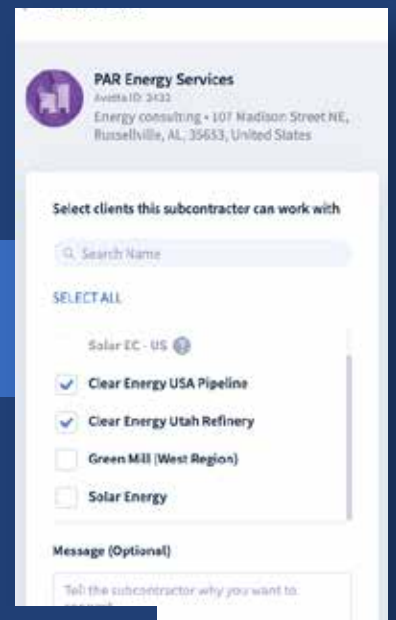 PAR Energy Services
Avetta ID: 2432
Energy consulting • 107 Madison Street NE,
Russellville, AL, 35653, United States
Select clients this subcontractor can work with
Search Name
SELECT ALL
Solar EC - US
Clear Energy USA Pipeline
Clear Energy Utah Refinery
Green Mill (West Region)
Solar Energy
Message (Optional)
Tell the subcontractor why you want to